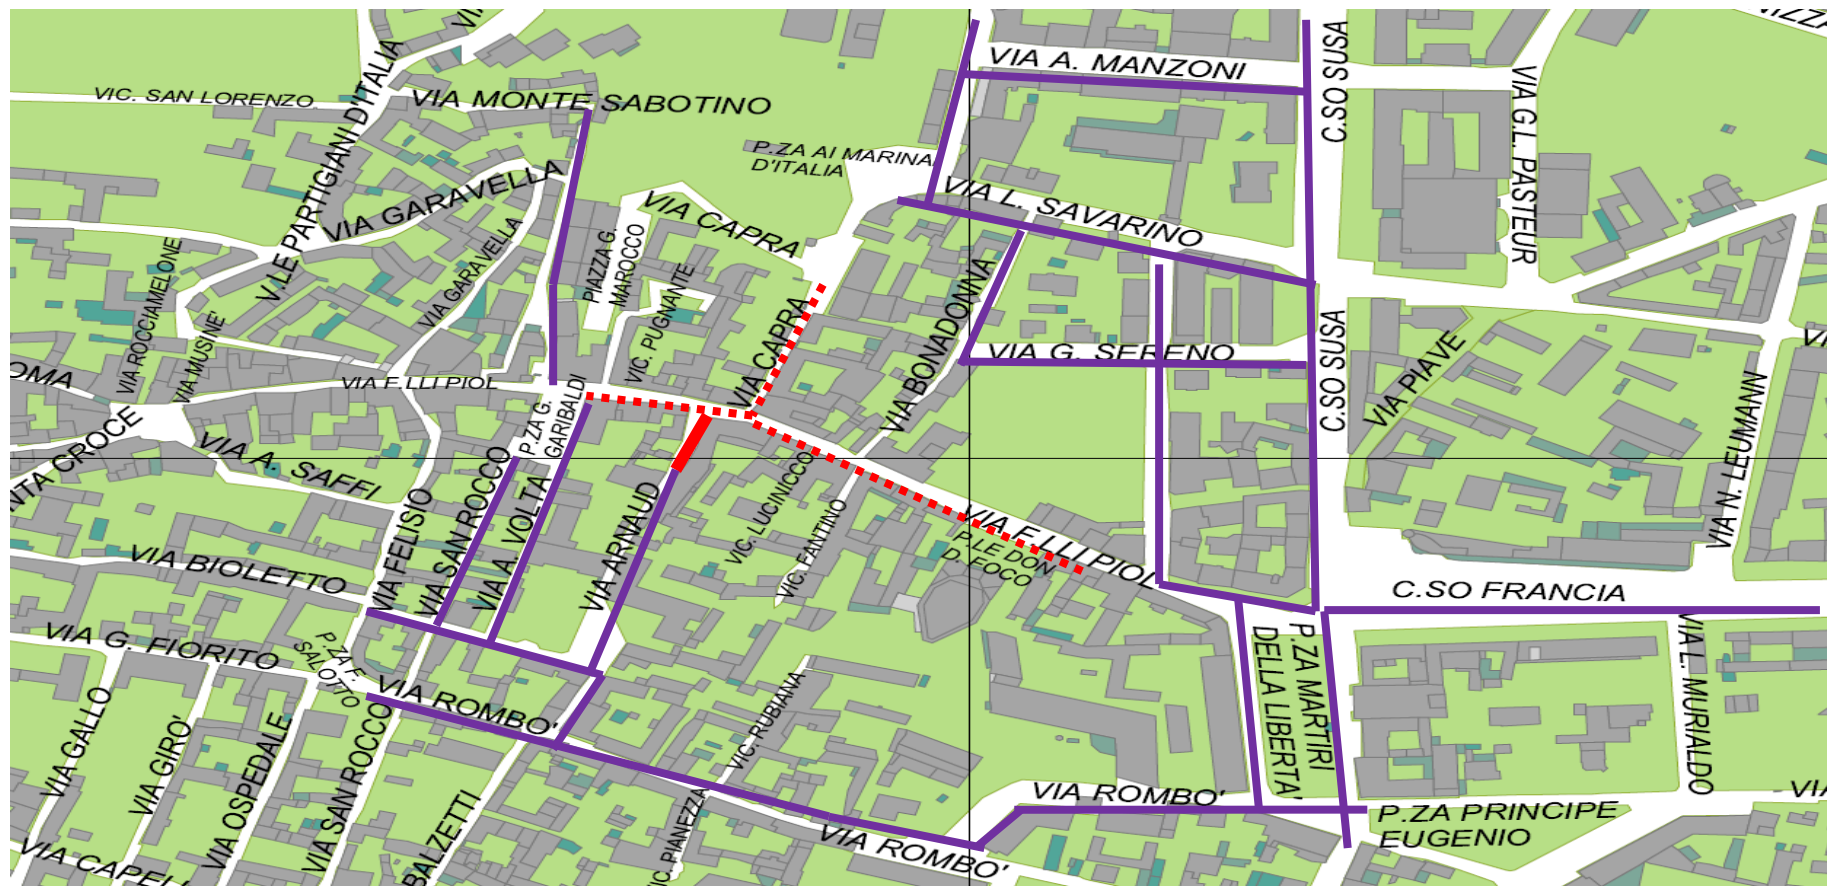 VIA A. MANZONI
C.SO SUSA
VIA G.L. PASTEUR
VIC. SAN LORENZO
VIA MONTE SABOTINO
V.LE PARTIGIANI D'ITALIA
P.ZA AI MARINAI
D'ITALIA
VIA GARAVELLA
VIA GARAVELLA
VIA CAPRA
VIA L. SAVARINO
PIAZZA G.
MAROCCO
VIA ROCCIAMELONE
VIA MUSINE'
VIC. PUGNANTE
VIA CAPRA
VIA BONADONNA
VIA G. SERENO
C.SO SUSA
VIA PIAVE
VIA N. LEUMANN
OMA
VIA F.LLI PIOL
NTA CROCE
P.ZA G.
GARIBALDI
VIA A. SAFFI
VIA FELISIO
VIA SAN ROCCO
VIA A. VOLTA
VIA ARNAUD
VIC. LUCINICCO
VIC. FANTINO
VIA F.LLI PIOL
P.LE DON
D. FOCO
VIA BIOLETTO
C.SO FRANCIA
VIA G. FIORITO
P.ZA F.
SALOTTO
VIA ROMBO'
P.ZA MARTIRI
DELLA LIBERTA'
VIA L. MURIALDO
VIA GALLO
VIA GIRO'
VIA OSPEDALE
VIA SAN ROCCO
BALZETTI
VIC. RUBIANA
VIC. PIANEZZA
VIA ROMBO'
VIA ROMBO'
P.ZA PRINCIPE
EUGENIO
VIA CAPEL